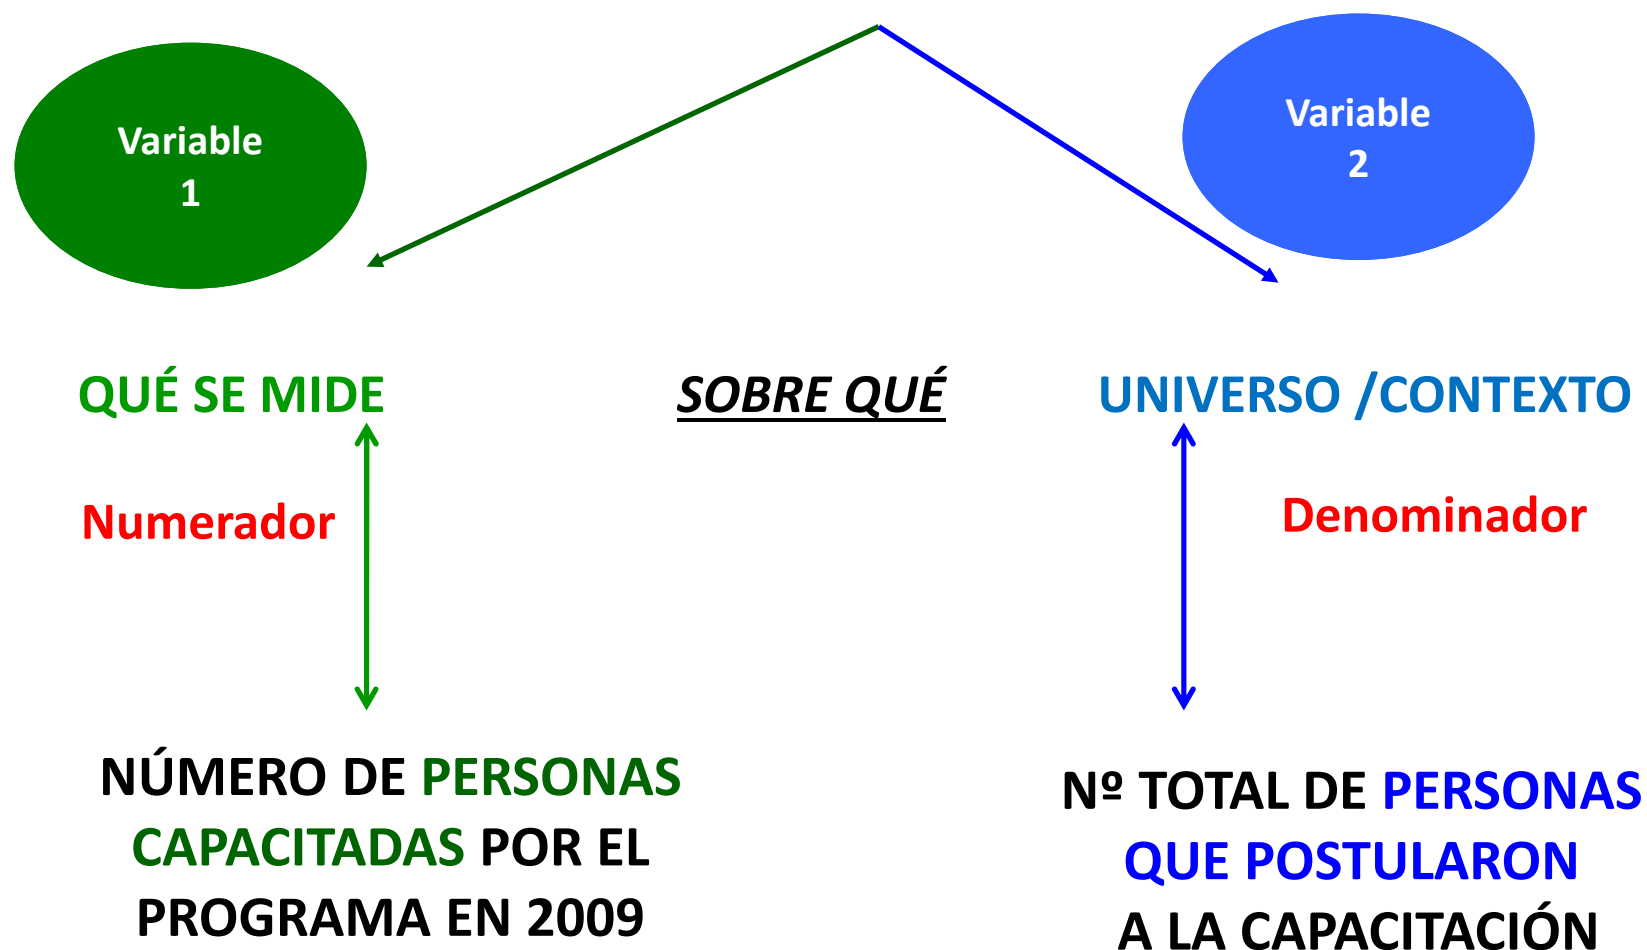 Variable
1
Variable
2
QUÉ SE MIDE
SOBRE QUÉ
UNIVERSO /CONTEXTO
Numerador
Denominador
NÚMERO DE PERSONAS
CAPACITADAS POR EL
PROGRAMA EN 2009
Nº TOTAL DE PERSONAS
QUE POSTULARON
A LA CAPACITACIÓN